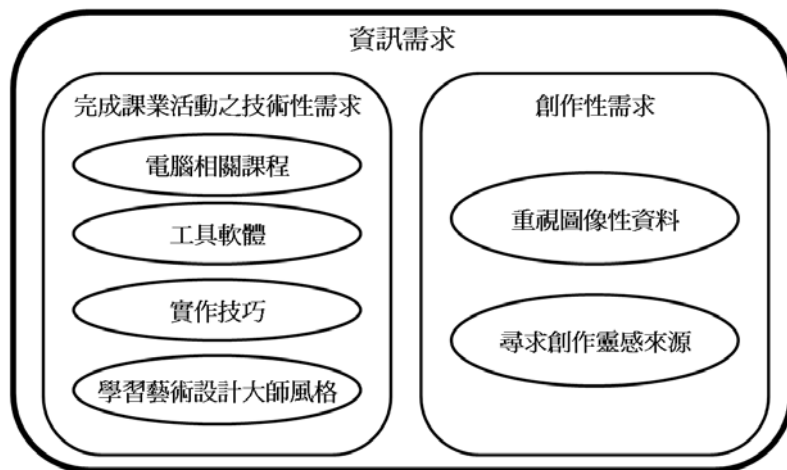 資訊需求
完成課業活動之技術性需求
電腦相關課程
工具軟體
實作技巧
學習藝術設計大師風格
創作性需求
重視圖像性資料
尋求創作靈感來源